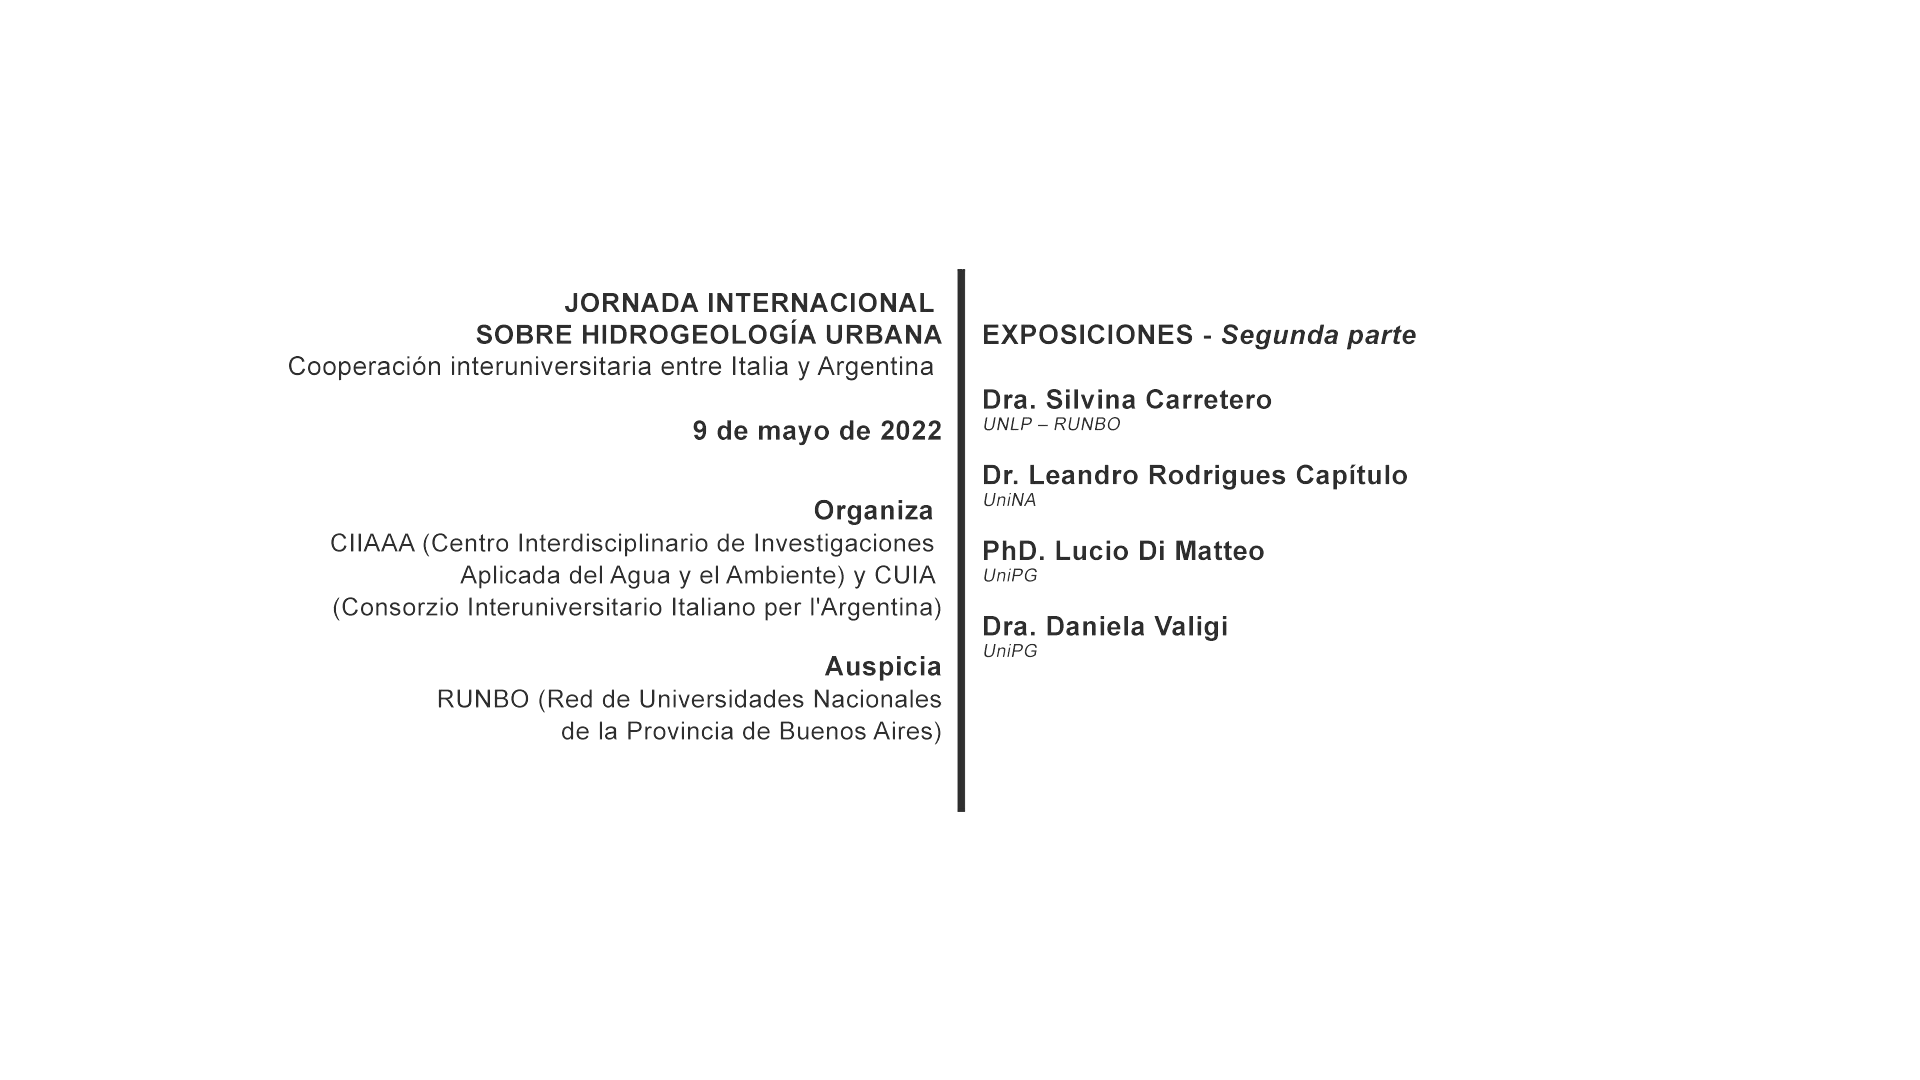 JORNADA INTERNACIONAL
SOBRE HIDROGEOLOGÍA URBANA
Cooperación interuniversitaria entre Italia y Argentina
9 de mayo de 2022
Organiza
CIIAAA (Centro Interdisciplinario de Investigaciones
Aplicada del Agua y el Ambiente) y CUIA
(Consorzio Interuniversitario Italiano per l'Argentina)
Auspicia
RUNBO (Red de Universidades Nacionales
de la Provincia de Buenos Aires)
EXPOSICIONES - Segunda parte
Dra. Silvina Carretero
UNLP – RUNBO
Dr. Leandro Rodrigues Capítulo
UniNA
PhD. Lucio Di Matteo
UniPG
Dra. Daniela Valigi
UniPG